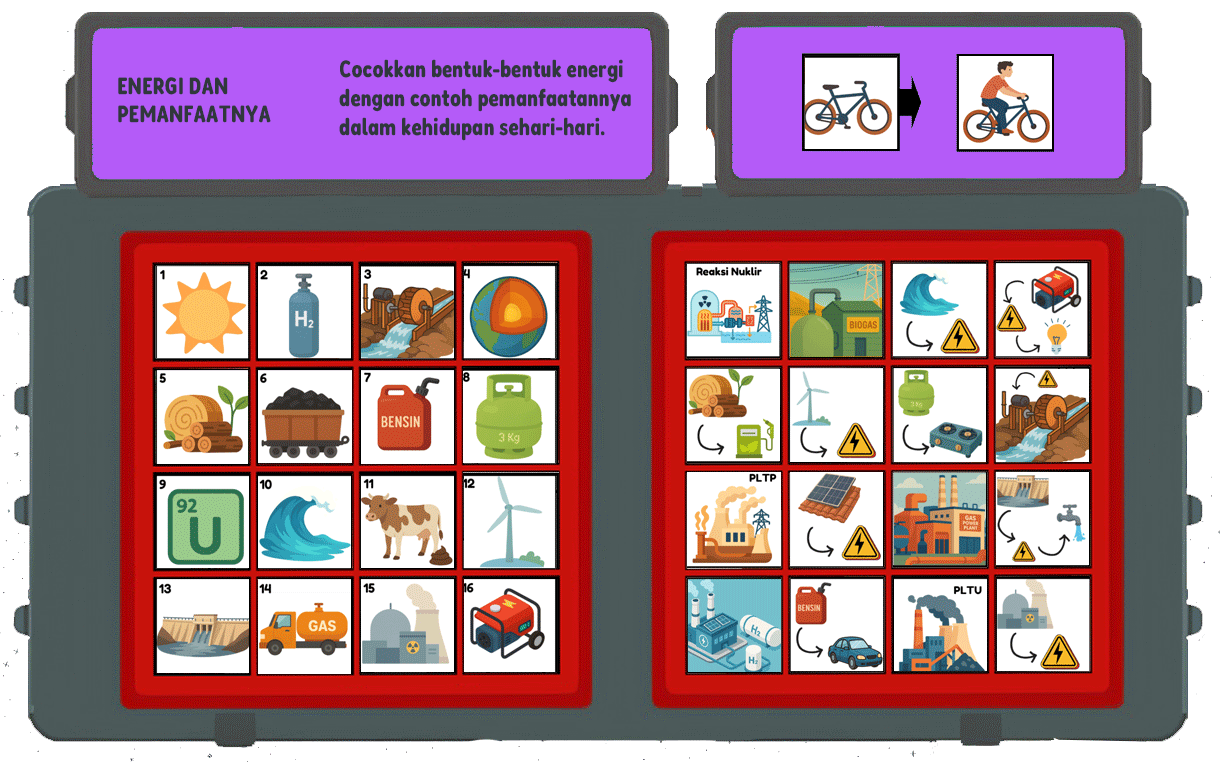 ENERGI DAN
PEMANFAATNYA
Cocokkan bentuk-bentuk energi
dengan contoh pemanfaatannya
dalam kehidupan sehari-hari.
1
2
H2
3
4
5
6
7
BENSIN
8
3 Kg
9
92
U
10
11
12
13
14
GAS
15
16
Reaksi Nuklir
BIOGAS
3 Kg
PLTP
GAS
POWER
PLANT
H2
H2
BENSIN
PLTU